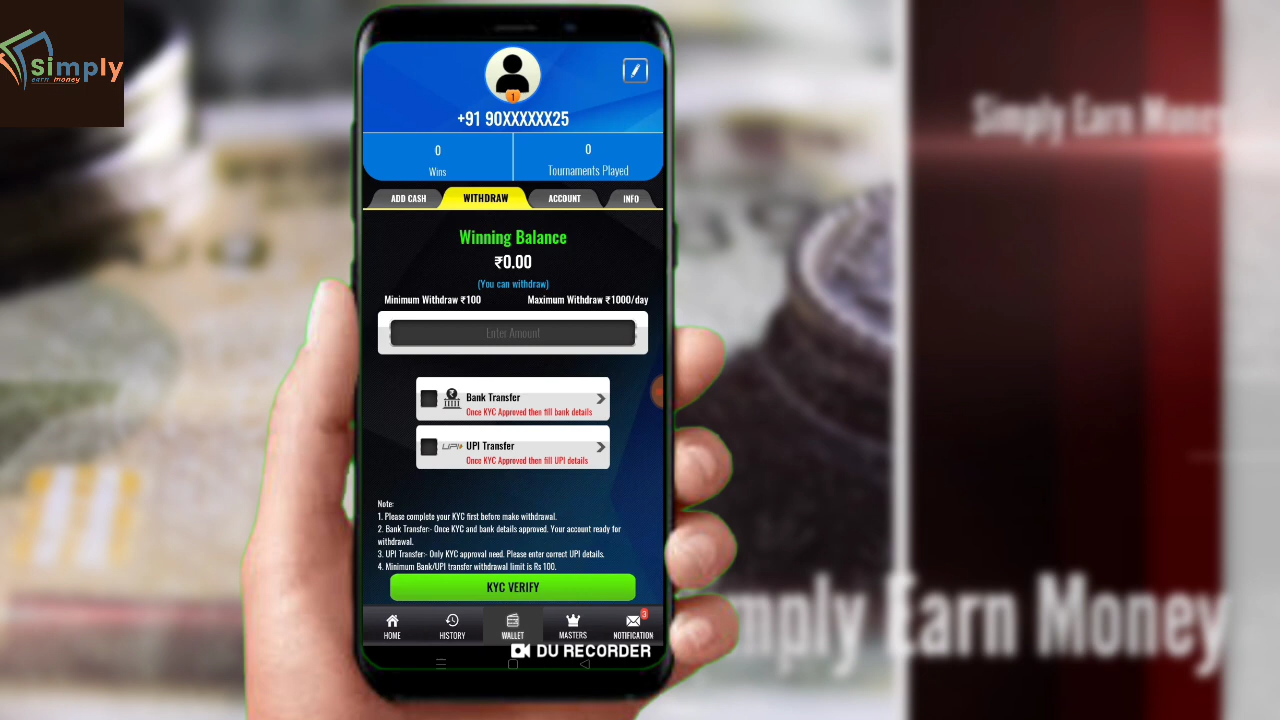 Simply
earn money
Simply Earn Money
1
+91 90XXXXXX25
0
Wins
0
Tournaments Played
ADD CASH
WITHDRAW
ACCOUNT
INFO
Winning Balance
₹0.00
(You can withdraw)
Minimum Withdraw ₹100
Maximum Withdraw ₹1000/day
Enter Amount
Bank Transfer
Once KYC Approved then fill bank details
UPI
UPI Transfer
Once KYC Approved then fill UPI details
Note:
1. Please complete your KYC first before make withdrawal.
2. Bank Transfer:- Once KYC and bank details approved. Your account ready for
withdrawal.
3. UPI Transfer:- Only KYC approval need. Please enter correct UPI details.
4. Minimum Bank/UPI transfer withdrawal limit is Rs 100.
KYC VERIFY
HOME
HISTORY
WALLET
MASTERS
3
NOTIFICATION
DU RECORDER
mply Earn Money